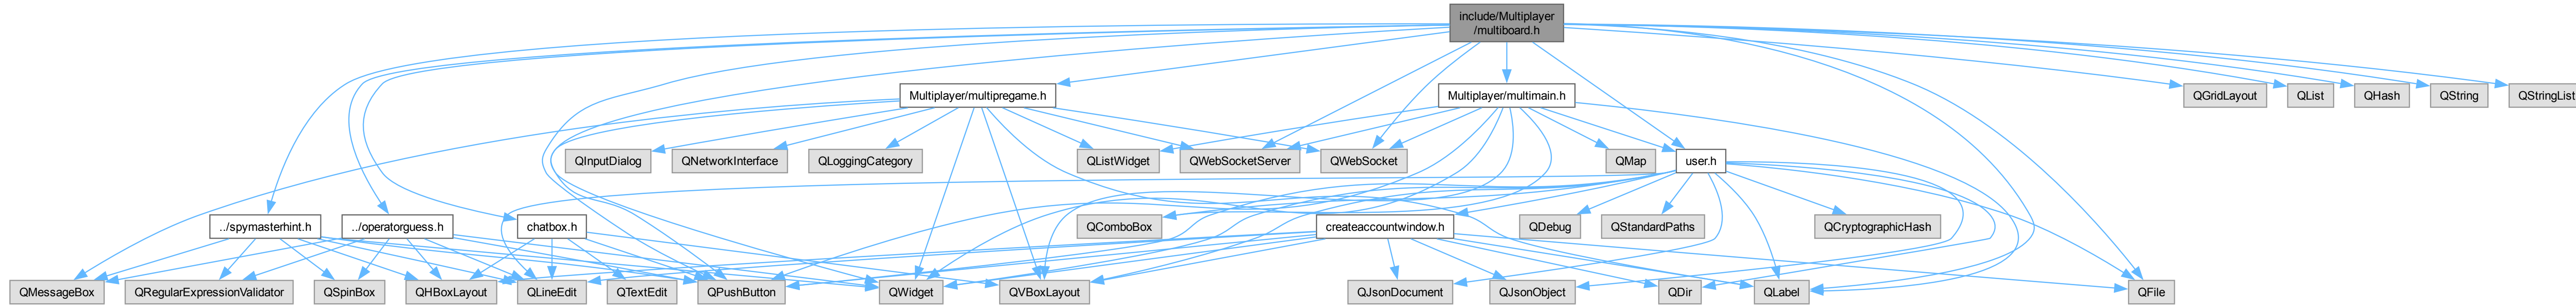 include/Multiplayer
/multiboard.h
Multiplayer/multipregame.h
Multiplayer/multimain.h
QGridLayout
QList
QHash
QString
QStringList
QInputDialog
QNetworkInterface
QLoggingCategory
QListWidget
QWebSocketServer
QWebSocket
QMap
user.h
../spymasterhint.h
../operatorguess.h
chatbox.h
QComboBox
createaccountwindow.h
QDebug
QStandardPaths
QCryptographicHash
QMessageBox
QRegularExpressionValidator
QSpinBox
QHBoxLayout
QLineEdit
QTextEdit
QPushButton
QWidget
QVBoxLayout
QJsonDocument
QJsonObject
QDir
QLabel
QFile